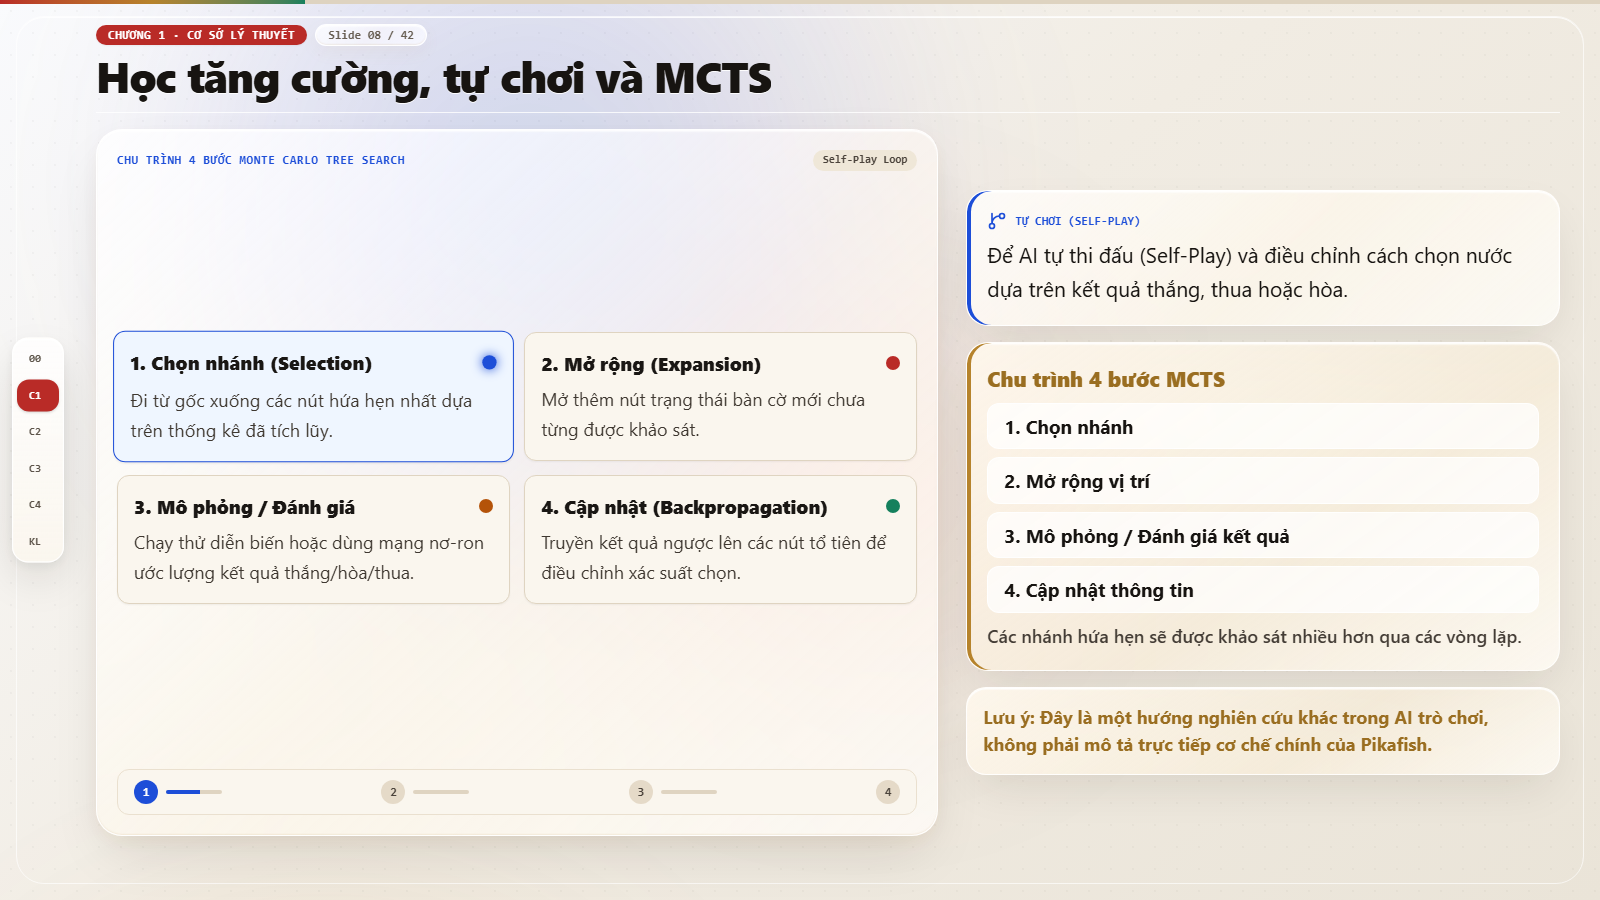 CHƯƠNG 1 · CƠ SỞ LÝ THUYẾT
Slide 08 / 42
Học tăng cường, tự chơi và MCTS
CHU TRÌNH 4 BƯỚC MONTE CARLO TREE SEARCH
Self-Play Loop
1. Chọn nhánh (Selection)
Đi từ gốc xuống các nút hứa hẹn nhất dựa
trên thống kê đã tích lũy.
2. Mở rộng (Expansion)
Mở thêm nút trạng thái bàn cờ mới chưa
từng được khảo sát.
3. Mô phỏng / Đánh giá
Chạy thử diễn biến hoặc dùng mạng nơ-ron
ước lượng kết quả thắng/hòa/thua.
4. Cập nhật (Backpropagation)
Truyền kết quả ngược lên các nút tổ tiên để
điều chỉnh xác suất chọn.
1
2
3
4
TỰ CHƠI (SELF-PLAY)
Để AI tự thi đấu (Self-Play) và điều chỉnh cách chọn nước
dựa trên kết quả thắng, thua hoặc hòa.
Chu trình 4 bước MCTS
1. Chọn nhánh
2. Mở rộng vị trí
3. Mô phỏng / Đánh giá kết quả
4. Cập nhật thông tin
Các nhánh hứa hẹn sẽ được khảo sát nhiều hơn qua các vòng lặp.
Lưu ý: Đây là một hướng nghiên cứu khác trong AI trò chơi,
không phải mô tả trực tiếp cơ chế chính của Pikafish.
00
C1
C2
C3
C4
KL